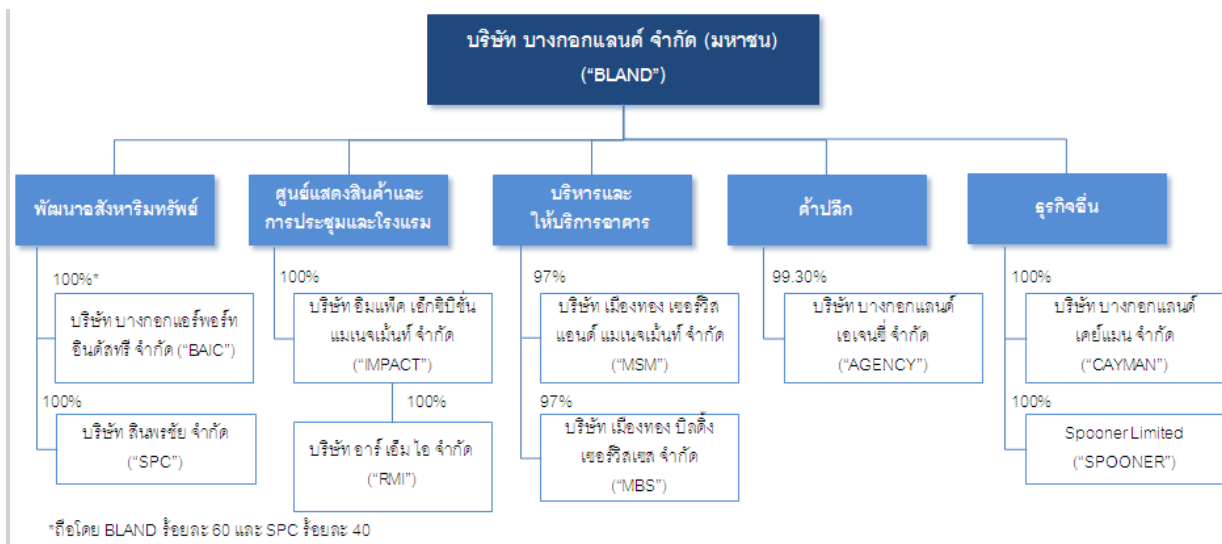 บริษัท บางกอกแลนด์ จำกัด (มหาชน)
(“BLAND”)
พัฒนาอสังหาริมทรัพย์
ศูนย์แสดงสินค้าและ
การประชุมและโรงแรม
บริหารและ
ให้บริการอาคาร
ค้าปลีก
ธุรกิจอื่น
100%*
บริษัท บางกอกแอร์พอร์ท
อินดัสทรี จำกัด (“BAIC”)
100%
บริษัท สินพรชัย จำกัด
(“SPC”)
100%
บริษัท อิมแพ็ค เอ็กซิบิชั่น
แมเนจเม้นท์ จำกัด
(“IMPACT”)
100%
บริษัท อาร์ เอ็ม ไอ จำกัด
(“RMI”)
97%
บริษัท เมืองทอง เซอร์วิส
แอนด์ แมเนจเม้นท์ จำกัด
(“MSM”)
97%
บริษัท เมืองทอง บิลดิ้ง
เซอร์วิสเซส จำกัด
(“MBS”)
99.30%
บริษัท บางกอกแลนด์
เอเจนซี่ จำกัด
(“AGENCY”)
100%
บริษัท บางกอกแลนด์
เคย์แมน จำกัด
(“CAYMAN”)
100%
Spooner Limited
(“SPOONER”)
*ถือโดย BLAND ร้อยละ 60 และ SPC ร้อยละ 40